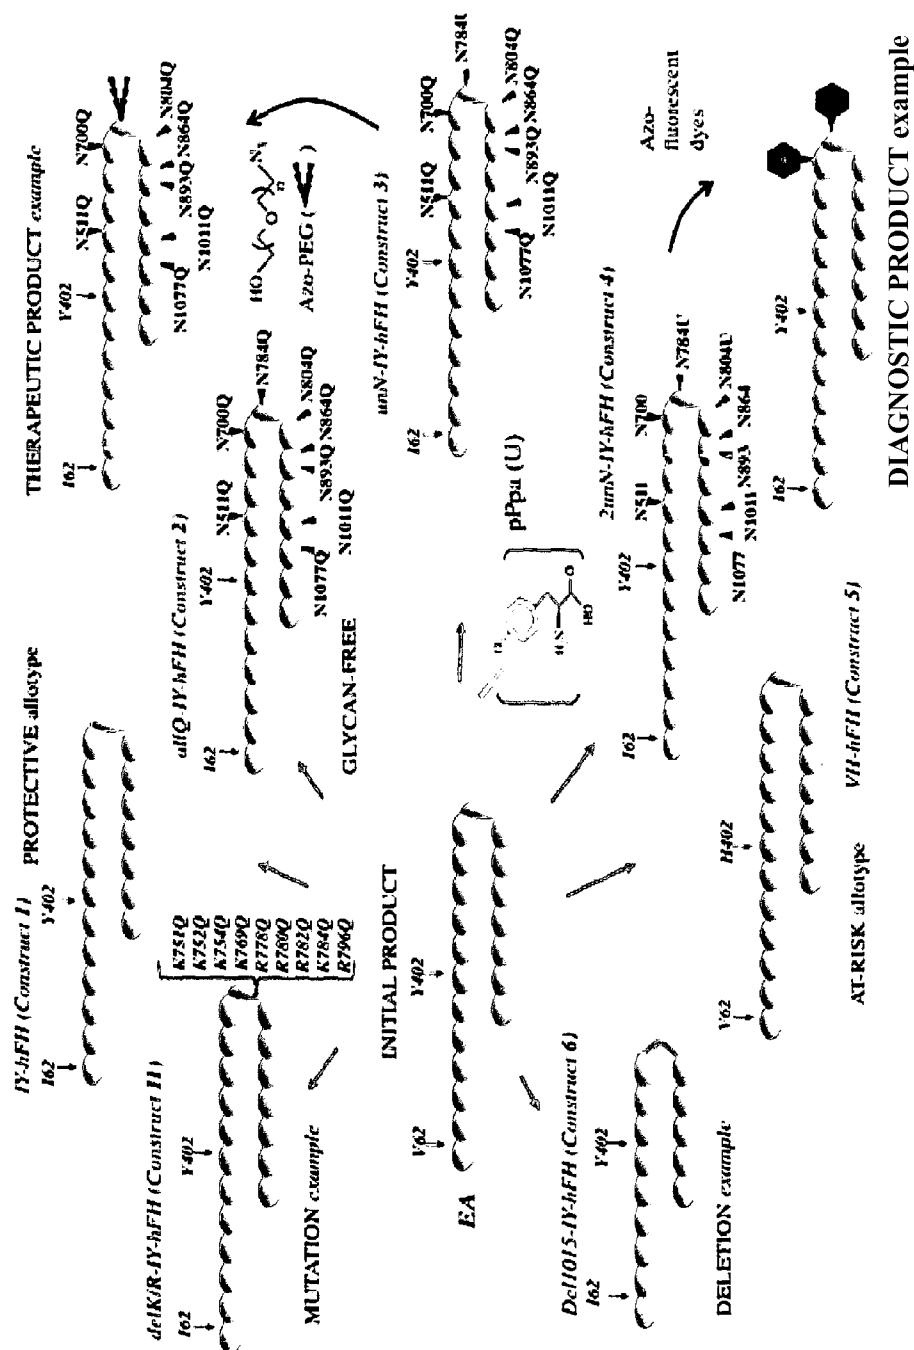 IY-hFH (Construct 1) PROTECTIVE allotype
I62
Y402
THERAPEUTIC PRODUCT example
I62
Y402
N511Q
N700Q
N804Q
N864Q
N893Q
N1011Q
N1077Q
delK/R-IY-hFH (Construct 11)
I62
Y402
K751Q
K752Q
K754Q
K769Q
R778Q
R780Q
R782Q
K784Q
R796Q
MUTATION example
allQ-IY-hFH (Construct 2)
I62
Y402
N511Q
N700Q
N784Q
N804Q
N864Q
N893Q
N1011Q
N1077Q
GLYCAN-FREE
HO
O
n
N₃
Azo-PEG ( )
INITIAL PRODUCT
V62
Y402
EA
pPpa (U)
H₂N
O
HO
unN-IY-hFH (Construct 3)
I62
Y402
N511Q
N700Q
N784U
N804Q
N864Q
N893Q
N1011Q
N1077Q
Del1015-IY-hFH (Construct 6)
I62
Y402
DELETION example
2unN-IY-hFH (Construct 4)
I62
Y402
N511
N700
N784U
N804U
N864
N893
N1011
N1077
Azo-
fluorescent
dyes
V62
H402
AT-RISK allotype
VH-hFH (Construct 5)
I62
Y402
DIAGNOSTIC PRODUCT example